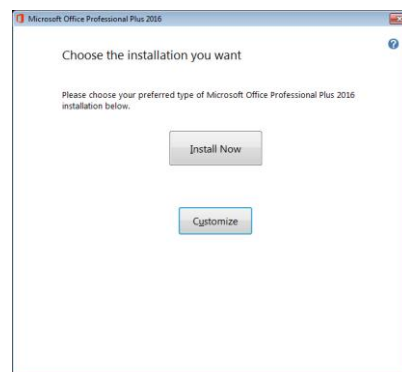 Microsoft Office Professional Plus 2016
Choose the installation you want
Please choose your preferred type of Microsoft Office Professional Plus 2016
installation below.
Install Now
Customize